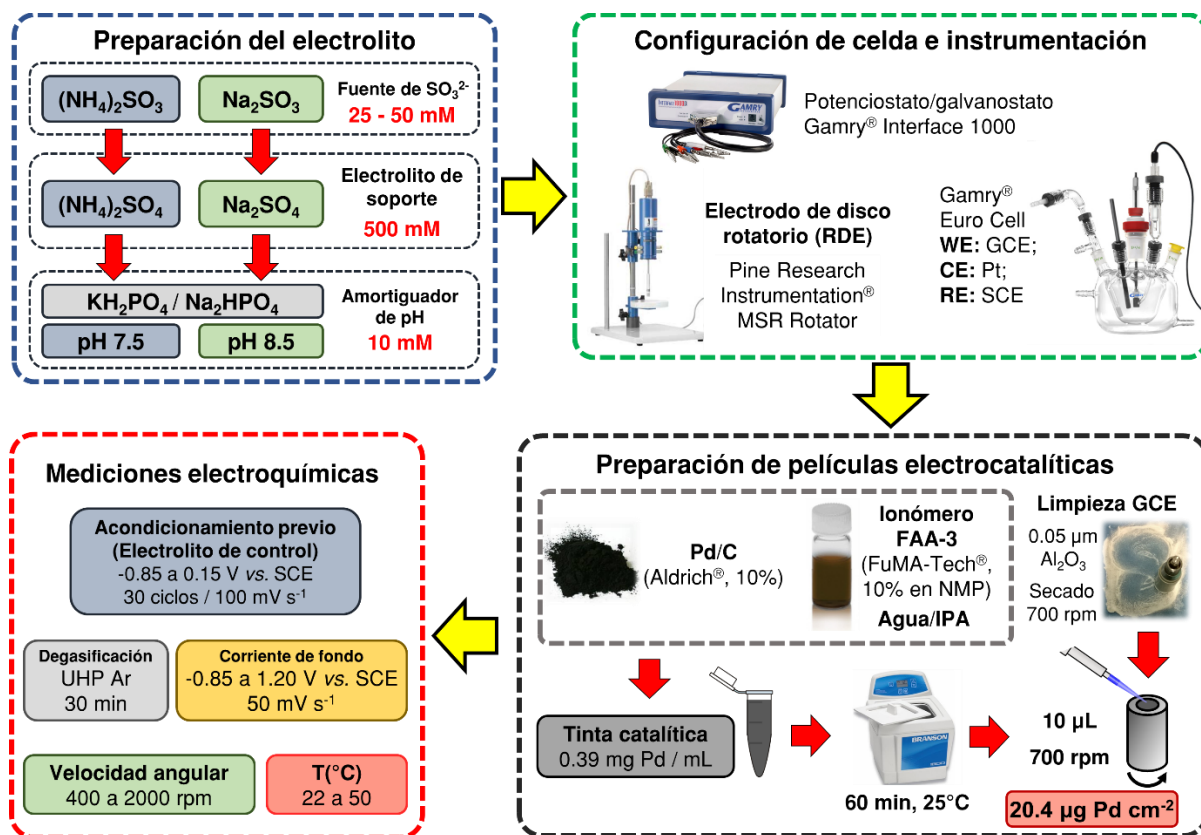 Preparación del electrolito
(NH₄)₂SO₃
Na₂SO₃
Fuente de SO₃²⁻
25 - 50 mM
(NH₄)₂SO₄
Na₂SO₄
Electrolito de
soporte
500 mM
KH₂PO₄ / Na₂HPO₄
pH 7.5
pH 8.5
Amortiguador
de pH
10 mM
Configuración de celda e instrumentación
GAMRY
Potenciostato/galvanostato
Gamry® Interface 1000
Electrodo de disco
rotatorio (RDE)
Pine Research
Instrumentation®
MSR Rotator
Gamry®
Euro Cell
WE: GCE;
CE: Pt;
RE: SCE
Preparación de películas electrocatalíticas
Pd/C
(Aldrich®, 10%)
Ionómero
FAA-3
(FuMA-Tech®,
10% en NMP)
Agua/IPA
Limpieza GCE
0.05 µm
Al₂O₃
Secado
700 rpm
Tinta catalítica
0.39 mg Pd / mL
BRANSON
60 min, 25°C
10 µL
700 rpm
20.4 µg Pd cm⁻²
Mediciones electroquímicas
Acondicionamiento previo
(Electrolito de control)
-0.85 a 0.15 V vs. SCE
30 ciclos / 100 mV s⁻¹
Degasificación
UHP Ar
30 min
Corriente de fondo
-0.85 a 1.20 V vs. SCE
50 mV s⁻¹
Velocidad angular
400 a 2000 rpm
T(°C)
22 a 50